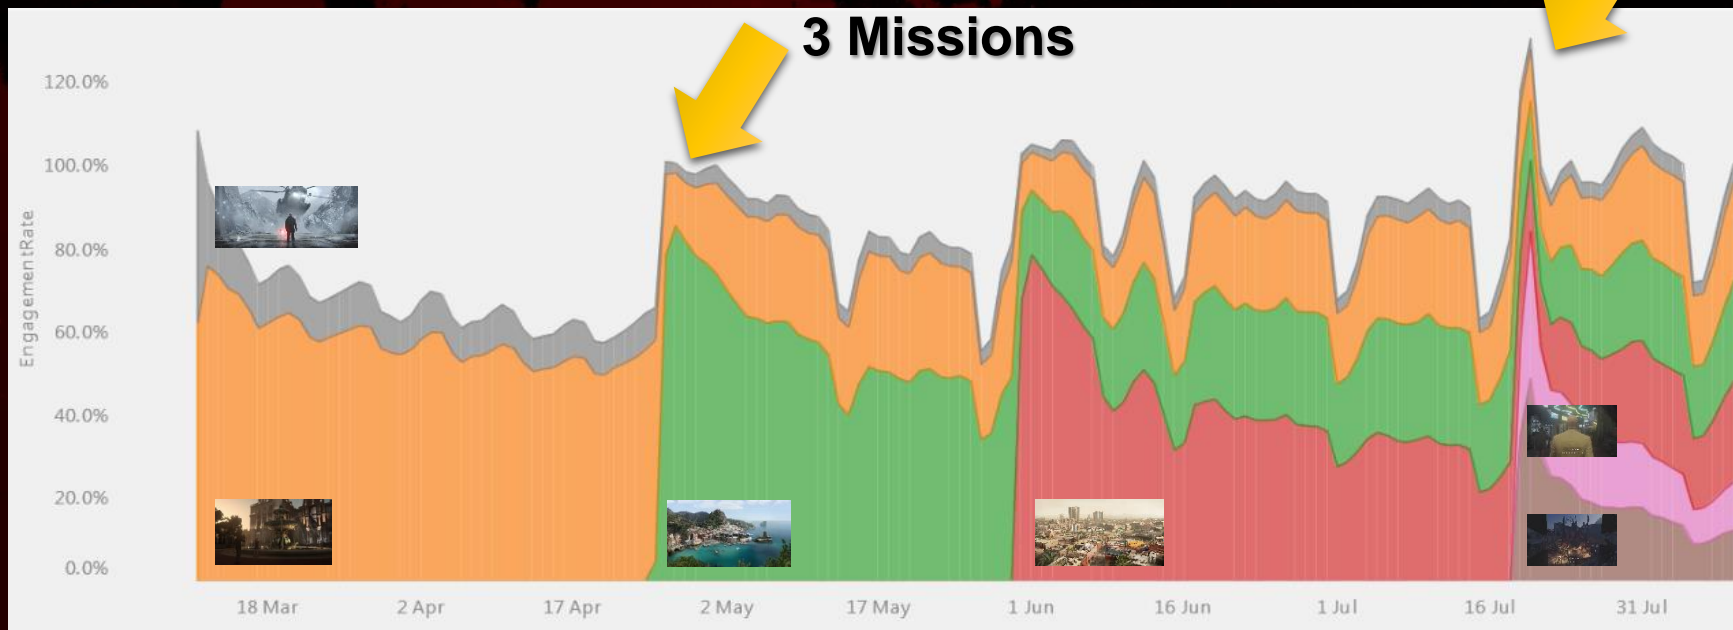 3 Missions
120.0%
100.0%
80.0%
60.0%
40.0%
20.0%
0.0%
EngagementRate
18 Mar
2 Apr
17 Apr
2 May
17 May
1 Jun
16 Jun
1 Jul
16 Jul
31 Jul